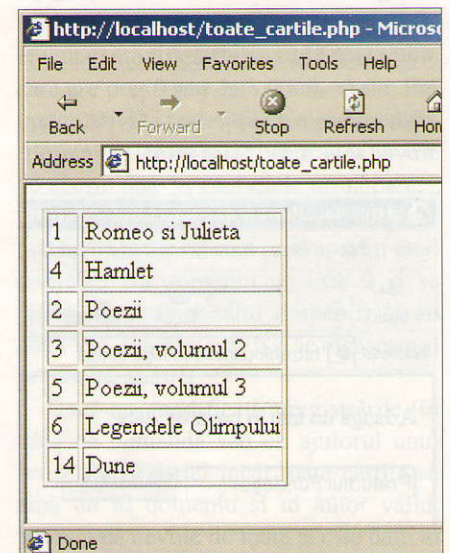 http://localhost/toate_cartile.php - Micros
File Edit View Favorites Tools Help
Back Forward Stop Refresh Hom
Address http://localhost/toate_cartile.php
1 Romeo si Julieta
4 Hamlet
2 Poezii
3 Poezii, volumul 2
5 Poezii, volumul 3
6 Legendele Olimpului
14 Dune
Done